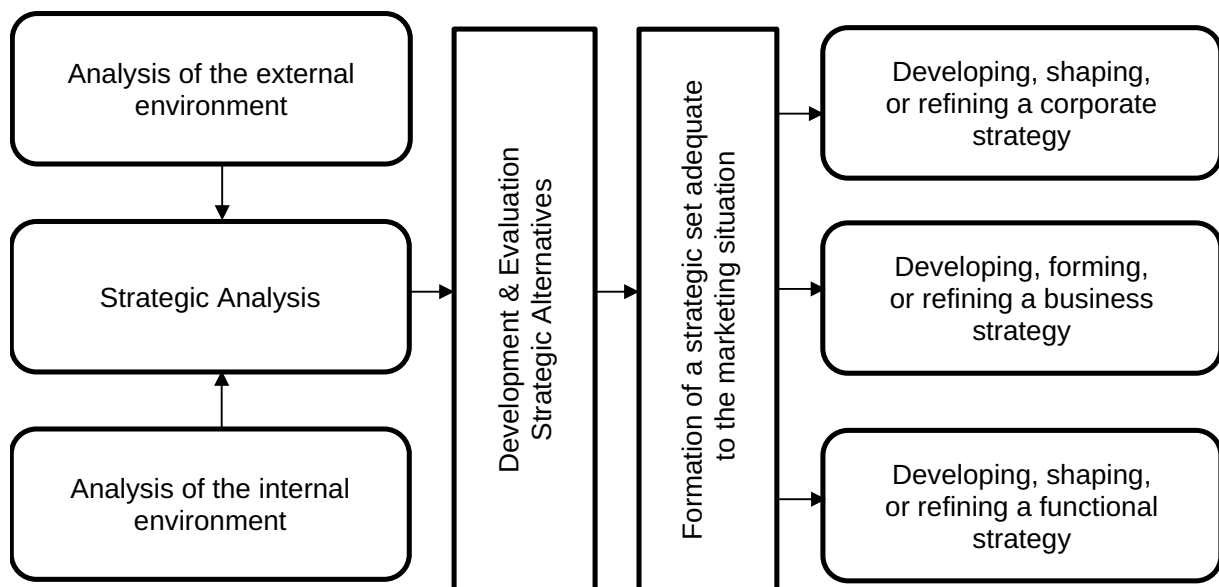 Analysis of the external
environment
Strategic Analysis
Analysis of the internal
environment
Development & Evaluation
Strategic Alternatives
Formation of a strategic set adequate
to the marketing situation
Developing, shaping,
or refining a corporate
strategy
Developing, forming,
or refining a business
strategy
Developing, shaping,
or refining a functional
strategy